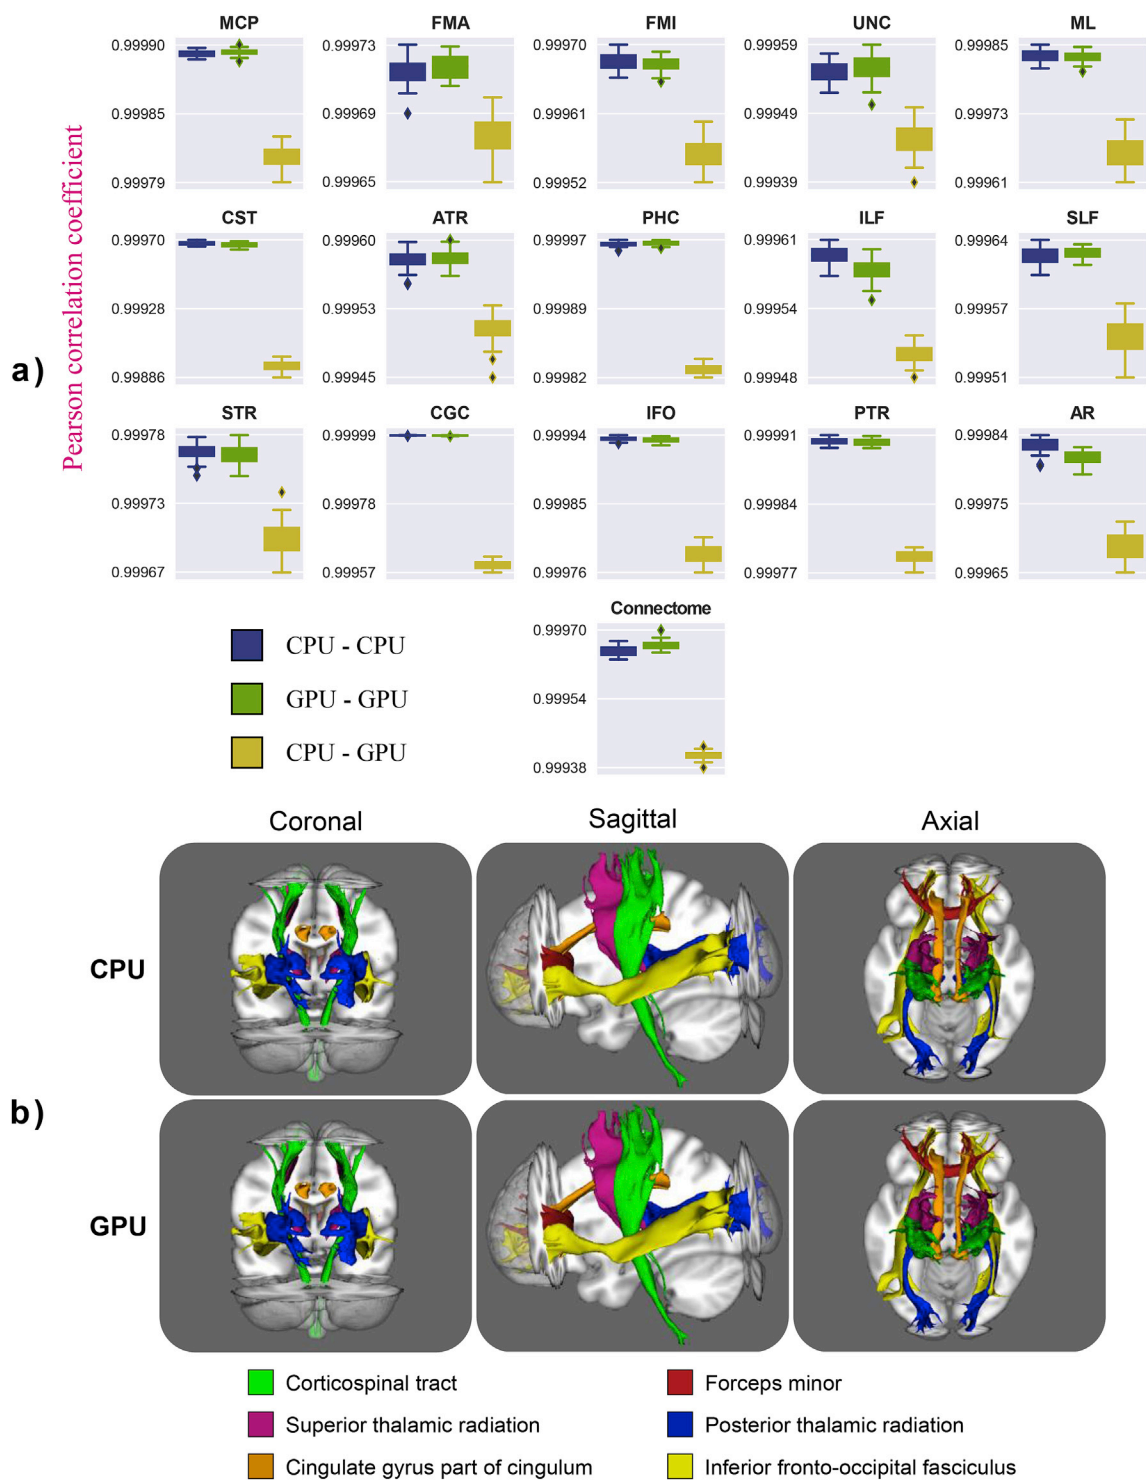 MCP FMA FMI UNC ML
0.99990 0.99973 0.99970 0.99959 0.99985
0.99985 0.99969 0.99961 0.99949 0.99973
0.99979 0.99965 0.99952 0.99939 0.99961
CST ATR PHC ILF SLF
0.99970 0.99960 0.99997 0.99961 0.99964
0.99928 0.99953 0.99989 0.99954 0.99957
0.99886 0.99945 0.99982 0.99948 0.99951
a)
Pearson correlation coefficient
STR CGC IFO PTR AR
0.99978 0.99999 0.99994 0.99991 0.99984
0.99973 0.99978 0.99985 0.99984 0.99975
0.99967 0.99957 0.99976 0.99977 0.99965
Connectome
0.99970
0.99954
0.99938
CPU - CPU
GPU - GPU
CPU - GPU
Coronal Sagittal Axial
CPU
b)
GPU
Corticospinal tract Forceps minor
Superior thalamic radiation Posterior thalamic radiation
Cingulate gyrus part of cingulum Inferior fronto-occipital fasciculus